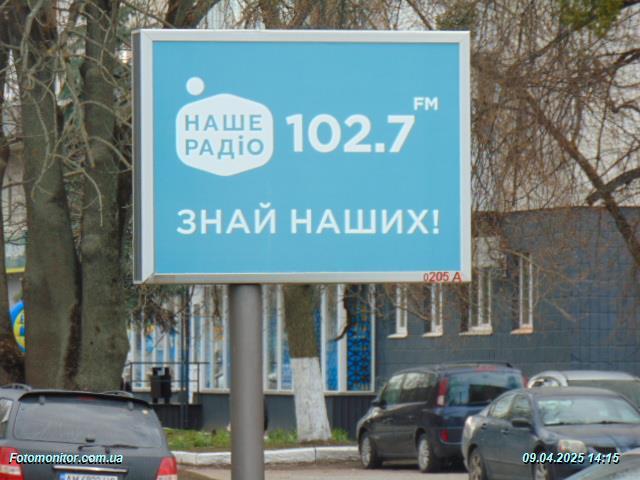 НАШЕ
РАДІО
102.7 FM
ЗНАЙ НАШИХ!
0205 A
Fotomonitor.com.ua
09.04.2025 14:15